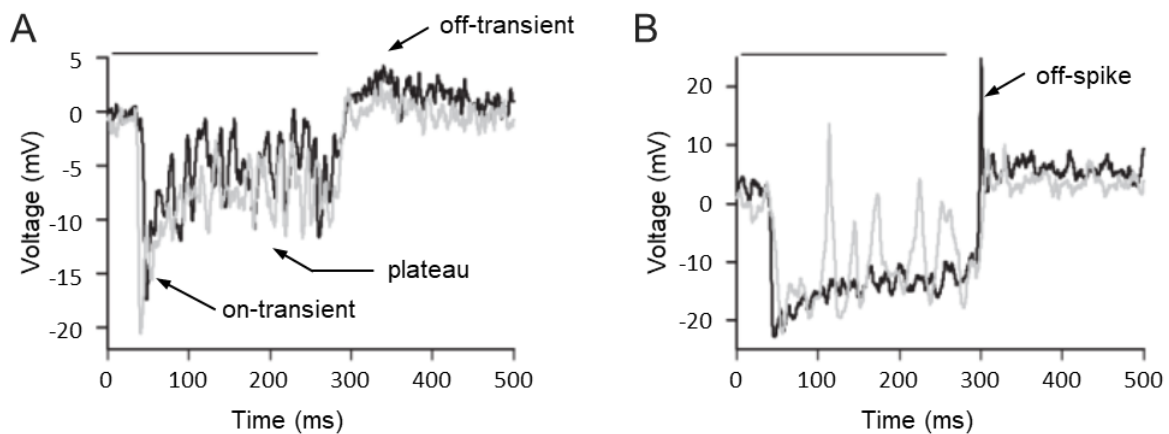 A
off-transient
5
0
-5
-10
-15
-20
Voltage (mV)
plateau
on-transient
0 100 200 300 400 500
Time (ms)
B
off-spike
20
10
0
-10
-20
Voltage (mV)
0 100 200 300 400 500
Time (ms)